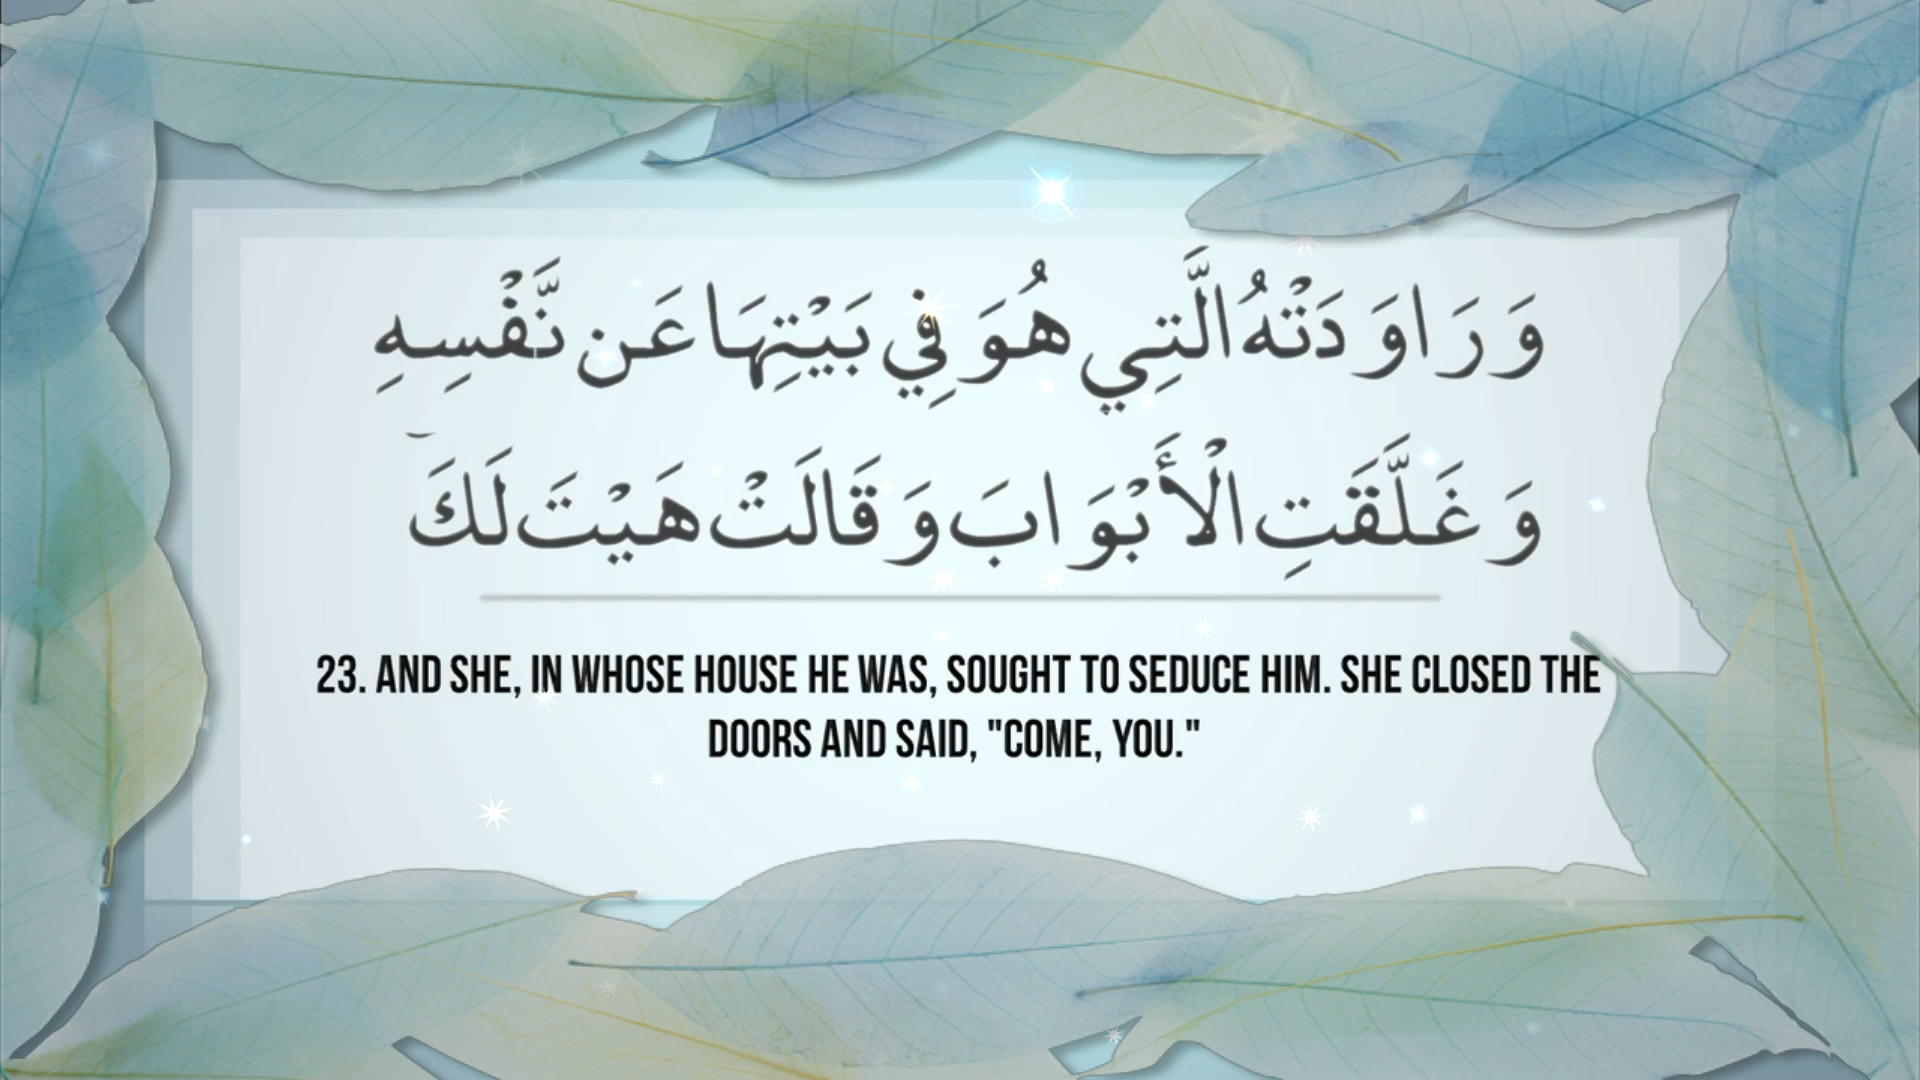 وَرَاوَدَتْهُ الَّتِي هُوَ فِي بَيْتِهَا عَن نَّفْسِهِ
وَغَلَّقَتِ الْأَبْوَابَ وَقَالَتْ هَيْتَ لَكَ ۚ
23. AND SHE, IN WHOSE HOUSE HE WAS, SOUGHT TO SEDUCE HIM. SHE CLOSED THE
DOORS AND SAID, "COME, YOU."